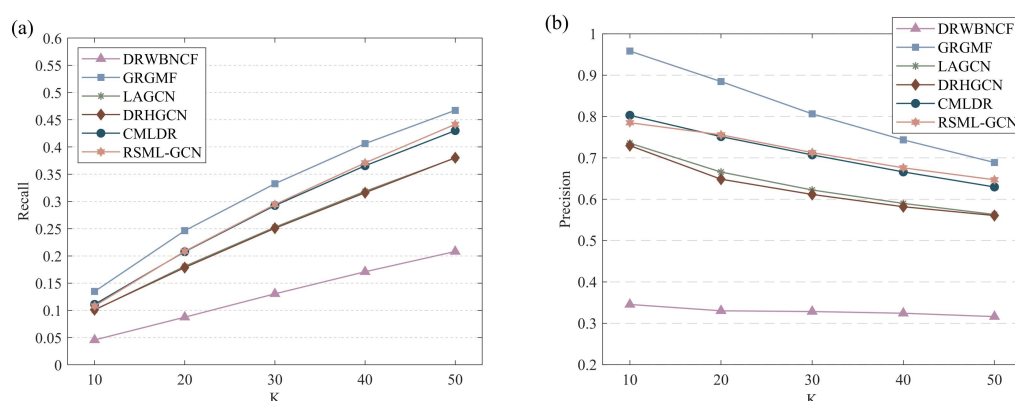 (a)
0.6
0.55
0.5
0.45
0.4
0.35
0.3
0.25
0.2
0.15
0.1
0.05
0
Recall
DRWBNCF
GRGMF
LAGCN
DRHGCN
CMLDR
RSML-GCN
10 20 30 40 50
K
(b)
1
0.9
0.8
0.7
0.6
0.5
0.4
0.3
0.2
Precision
DRWBNCF
GRGMF
LAGCN
DRHGCN
CMLDR
RSML-GCN
10 20 30 40 50
K